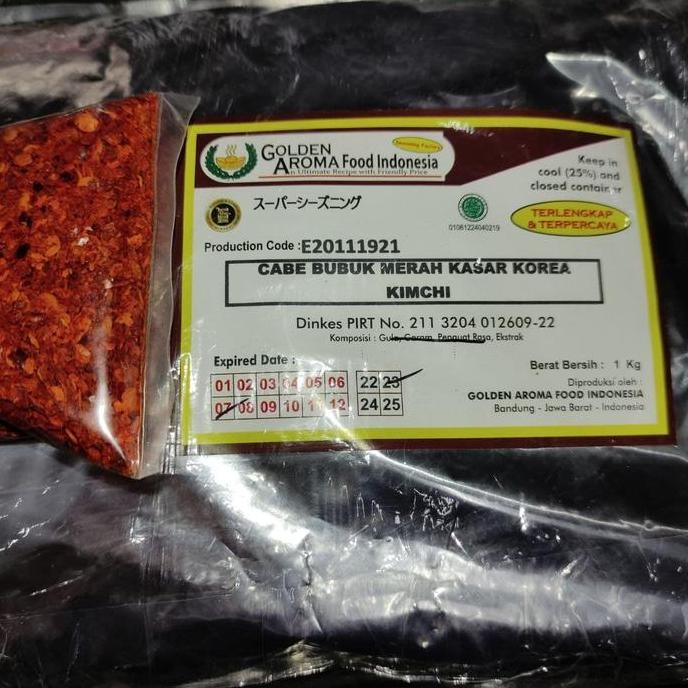 GOLDEN
AROMA Food Indonesia
An Ultimate Recipe with Friendly Price
Seasoning Factory
Keep in
cool (25%) and
closed container
スーパーシーズニング
01061224040219
TERLENGKAP
& TERPERCAYA
Production Code :E20111921
CABE BUBUK MERAH KASAR KOREA
KIMCHI
Dinkes PIRT No. 211 3204 012609-22
Komposisi : Gula, Garam, Penguat Rasa, Ekstrak
Expired Date :
01 02 03 04 05 06 22 23
07 08 09 10 11 12 24 25
Berat Bersih : 1 Kg
Diproduksi oleh :
GOLDEN AROMA FOOD INDONESIA
Bandung - Jawa Barat - Indonesia